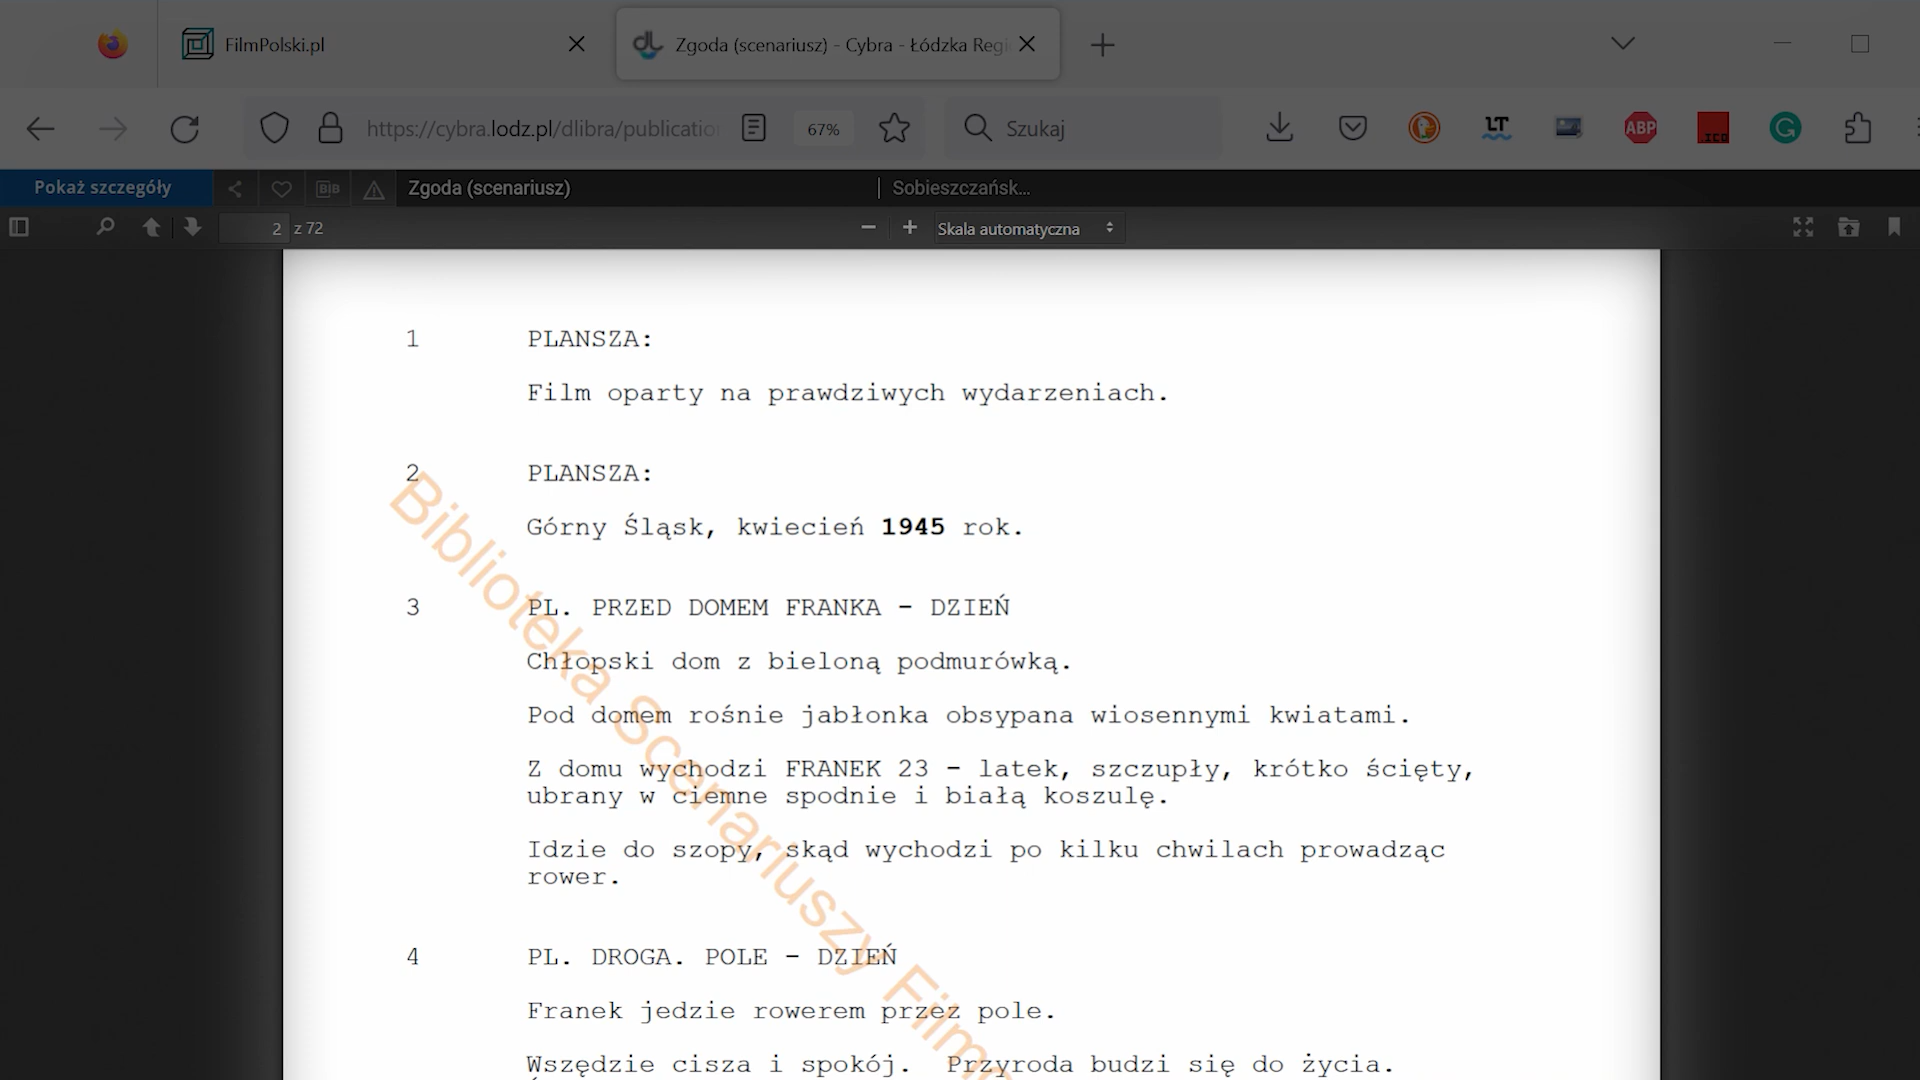 FilmPolski.pl
Zgoda (scenariusz) - Cybra - Łódzka Regi
https://cybra.lodz.pl/dlibra/publicatio
67%
Szukaj
LT
ABP
ICO
Pokaż szczegóły
BIB
Zgoda (scenariusz)
Sobieszczańsk...
2 z 72
Skala automatyczna
1 PLANSZA:
Film oparty na prawdziwych wydarzeniach.
2 PLANSZA:
Górny Śląsk, kwiecień 1945 rok.
3 PL. PRZED DOMEM FRANKA - DZIEŃ
Chłopski dom z bieloną podmurówką.
Pod domem rośnie jabłonka obsypana wiosennymi kwiatami.
Z domu wychodzi FRANEK 23 - latek, szczupły, krótko ścięty,
ubrany w ciemne spodnie i białą koszulę.
Idzie do szopy, skąd wychodzi po kilku chwilach prowadząc
rower.
4 PL. DROGA. POLE - DZIEŃ
Franek jedzie rowerem przez pole.
Wszędzie cisza i spokój. Przyroda budzi się do życia.
Biblioteka Scenariuszy Film